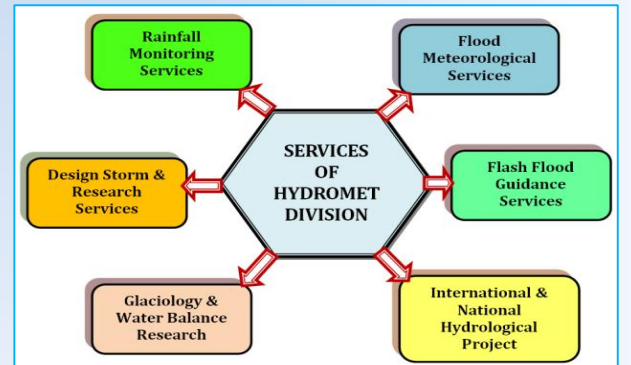 Rainfall
Monitoring
Services
Flood
Meteorological
Services
SERVICES
OF
HYDROMET
DIVISION
Design Storm &
Research
Services
Flash Flood
Guidance
Services
Glaciology &
Water Balance
Research
International &
National
Hydrological
Project